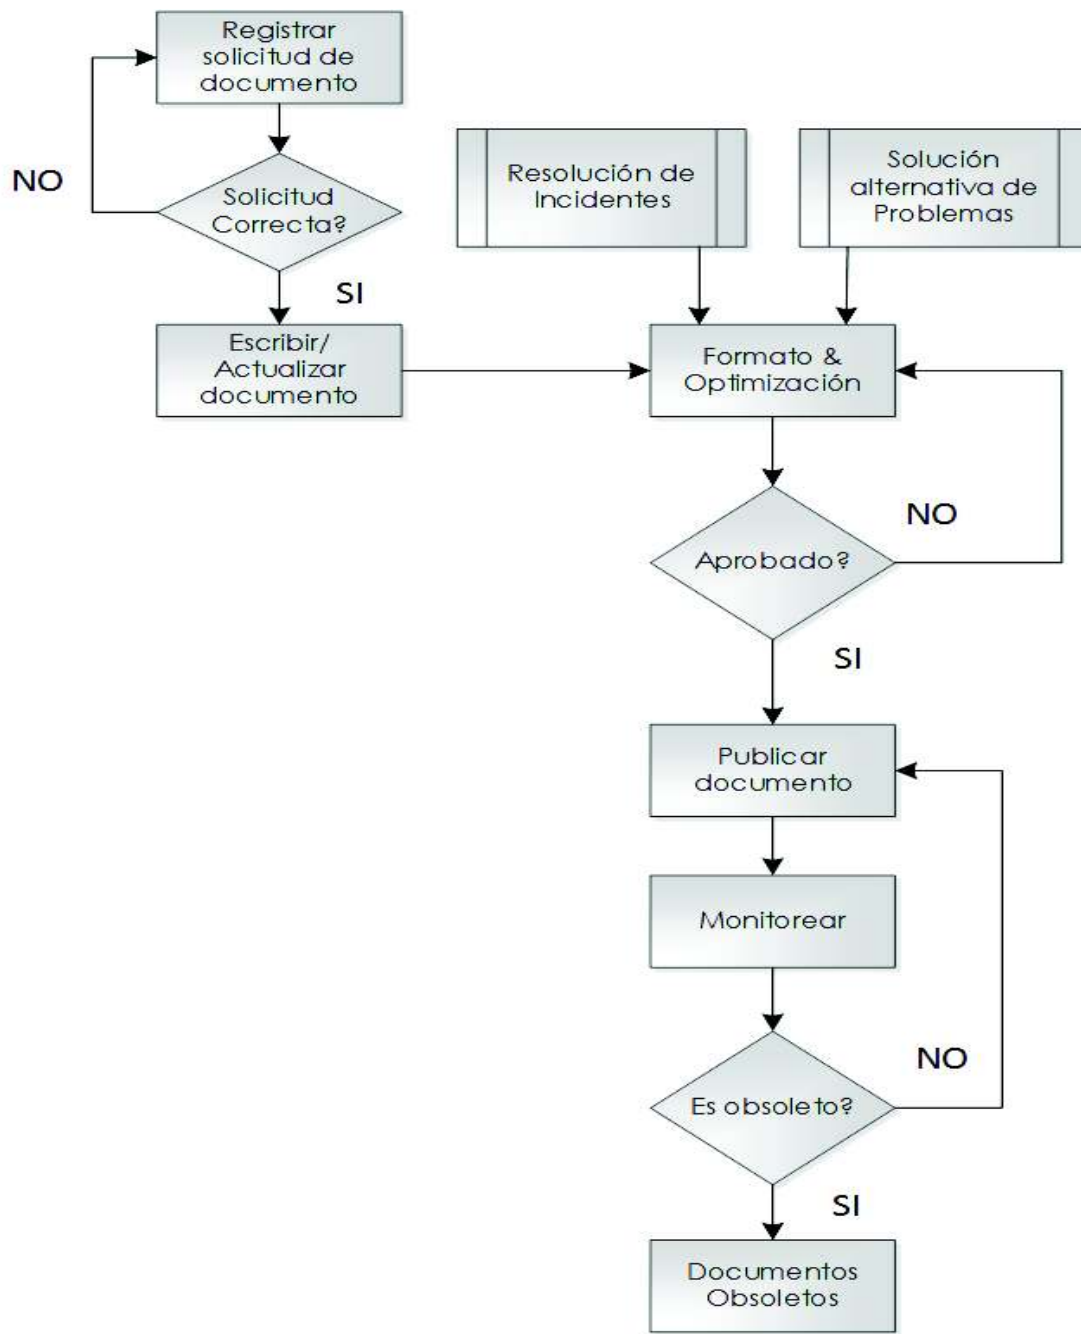 Registrar
solicitud de
documento
NO
Solicitud
Correcta?
SI
Escribir/
Actualizar
documento
Resolución de
Incidentes
Solución
alternativa de
Problemas
Formato &
Optimización
NO
Aprobado?
SI
Publicar
documento
Monitorear
NO
Es obsoleto?
SI
Documentos
Obsoletos